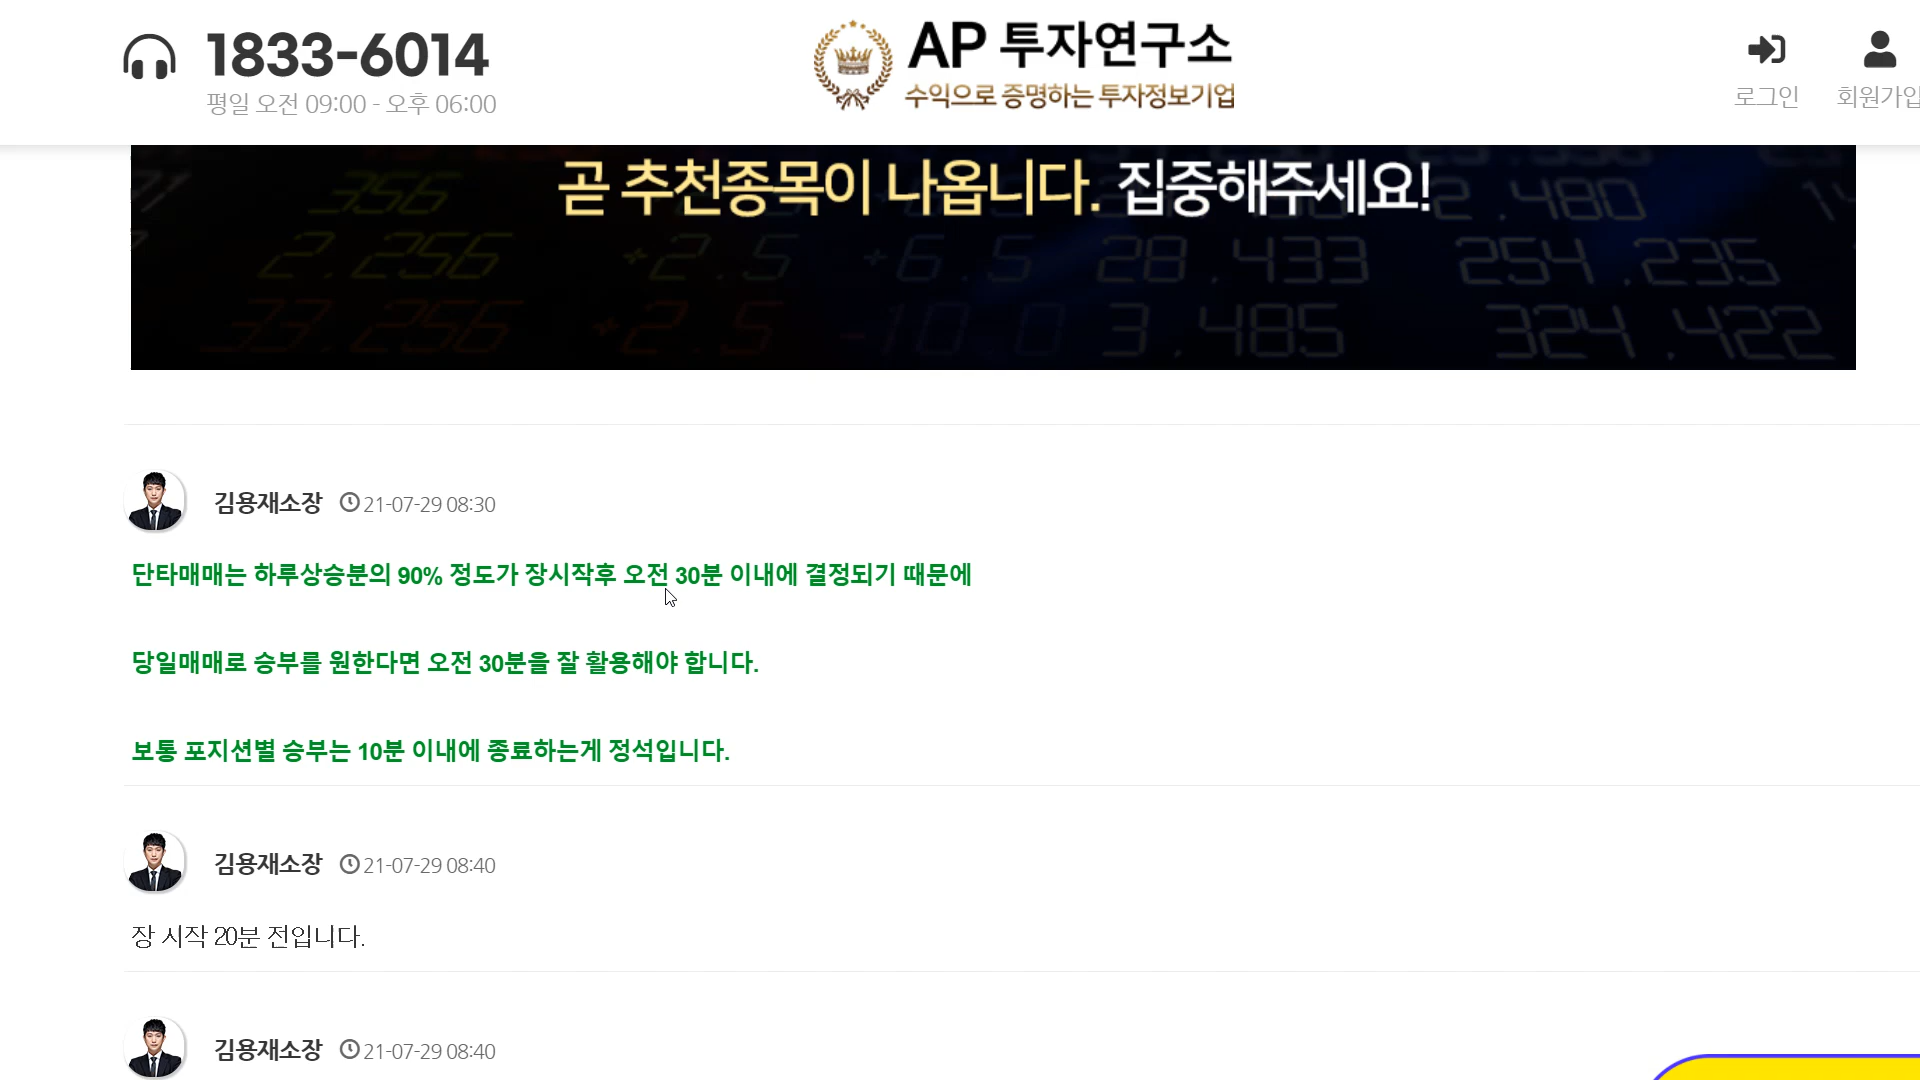 1833-6014
평일 오전 09:00 - 오후 06:00
AP 투자연구소
수익으로 증명하는 투자정보기업
로그인
회원가입
곧 추천종목이 나옵니다. 집중해주세요!
356
2.480
2.256 +2.5 +6.5 28.433 254.235
33.256 +2.5 -10.0 3.485 324.422
김용재소장 21-07-29 08:30
단타매매는 하루상승분의 90% 정도가 장시작후 오전 30분 이내에 결정되기 때문에
당일매매로 승부를 원한다면 오전 30분을 잘 활용해야 합니다.
보통 포지션별 승부는 10분 이내에 종료하는게 정석입니다.
김용재소장 21-07-29 08:40
장 시작 20분 전입니다.
김용재소장 21-07-29 08:40